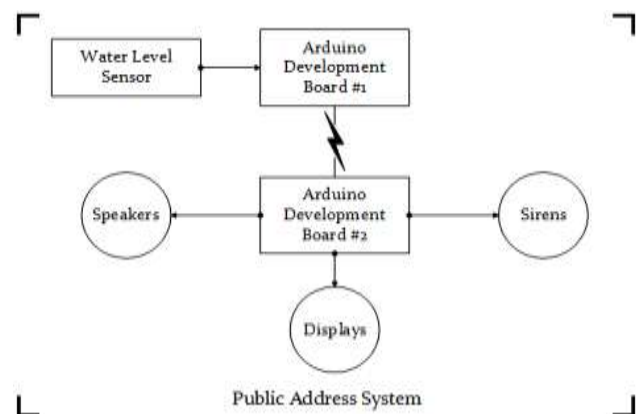 Water Level
Sensor
Arduino
Development
Board #1
Speakers
Arduino
Development
Board #2
Sirens
Displays
Public Address System